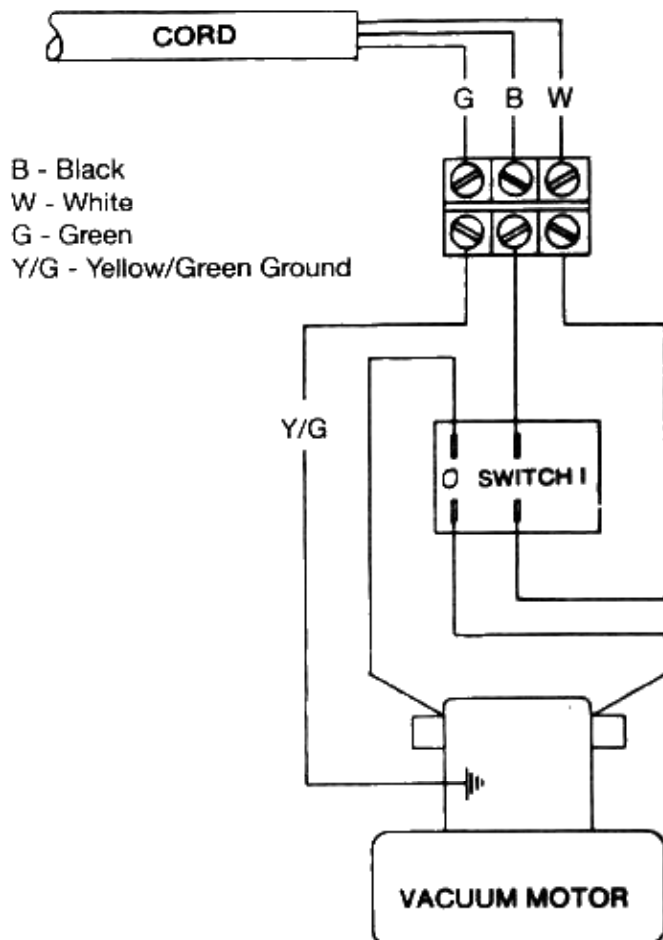 CORD
G B W
B - Black
W - White
G - Green
Y/G - Yellow/Green Ground
Y/G
O SWITCH I
VACUUM MOTOR